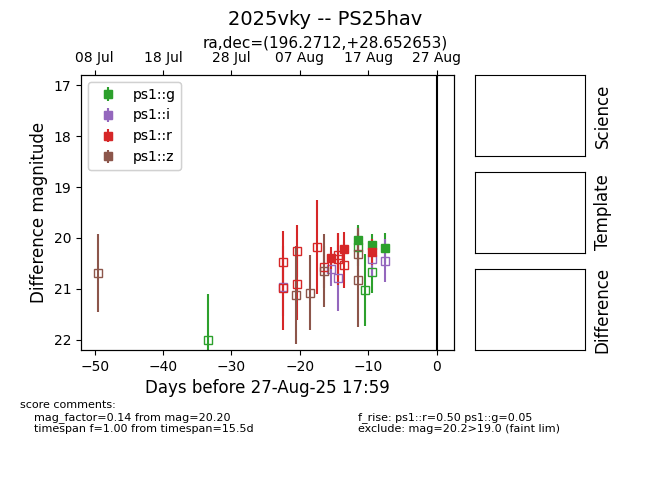 2025vky -- PS25hav
ra,dec=(196.2712,+28.652653)
08 Jul 18 Jul 28 Jul 07 Aug 17 Aug 27 Aug
17
18
19
20
21
22
Difference magnitude
ps1::g
ps1::i
ps1::r
ps1::z
−50 −40 −30 −20 −10 0
Days before 27-Aug-25 17:59
Science
Template
Difference
score comments:
mag_factor=0.14 from mag=20.20
timespan f=1.00 from timespan=15.5d
f_rise: ps1::r=0.50 ps1::g=0.05
exclude: mag=20.2>19.0 (faint lim)